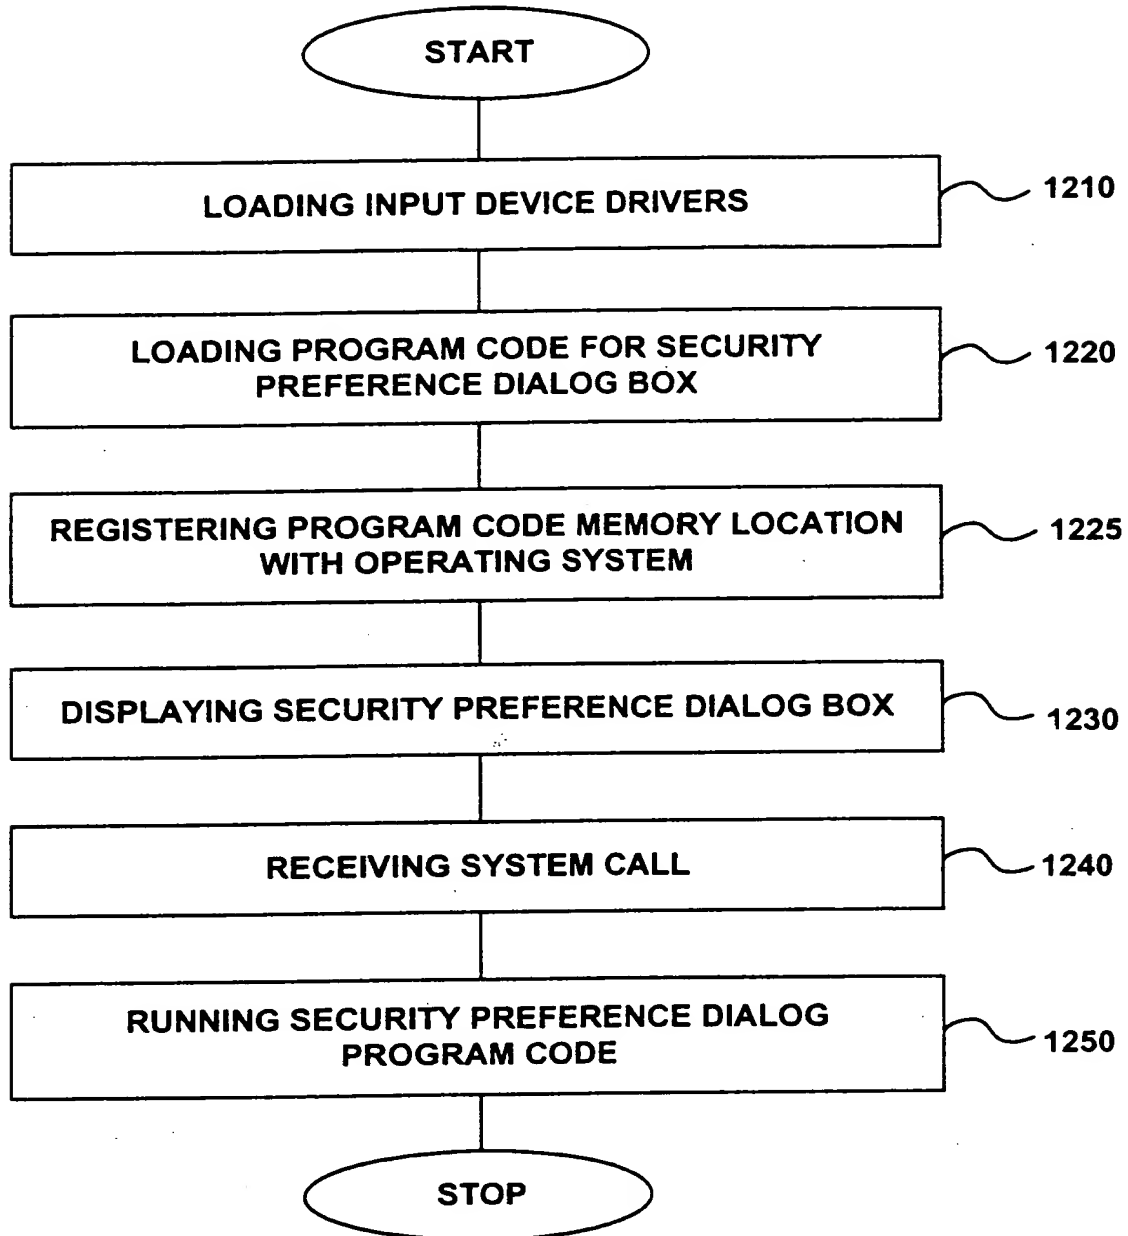 START
LOADING INPUT DEVICE DRIVERS
1210
LOADING PROGRAM CODE FOR SECURITY
PREFERENCE DIALOG BOX
1220
REGISTERING PROGRAM CODE MEMORY LOCATION
WITH OPERATING SYSTEM
1225
DISPLAYING SECURITY PREFERENCE DIALOG BOX
1230
RECEIVING SYSTEM CALL
1240
RUNNING SECURITY PREFERENCE DIALOG
PROGRAM CODE
1250
STOP